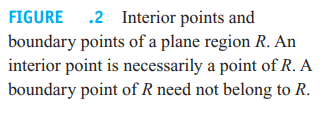 FIGURE .2 Interior points and
boundary points of a plane region R. An
interior point is necessarily a point of R. A
boundary point of R need not belong to R.